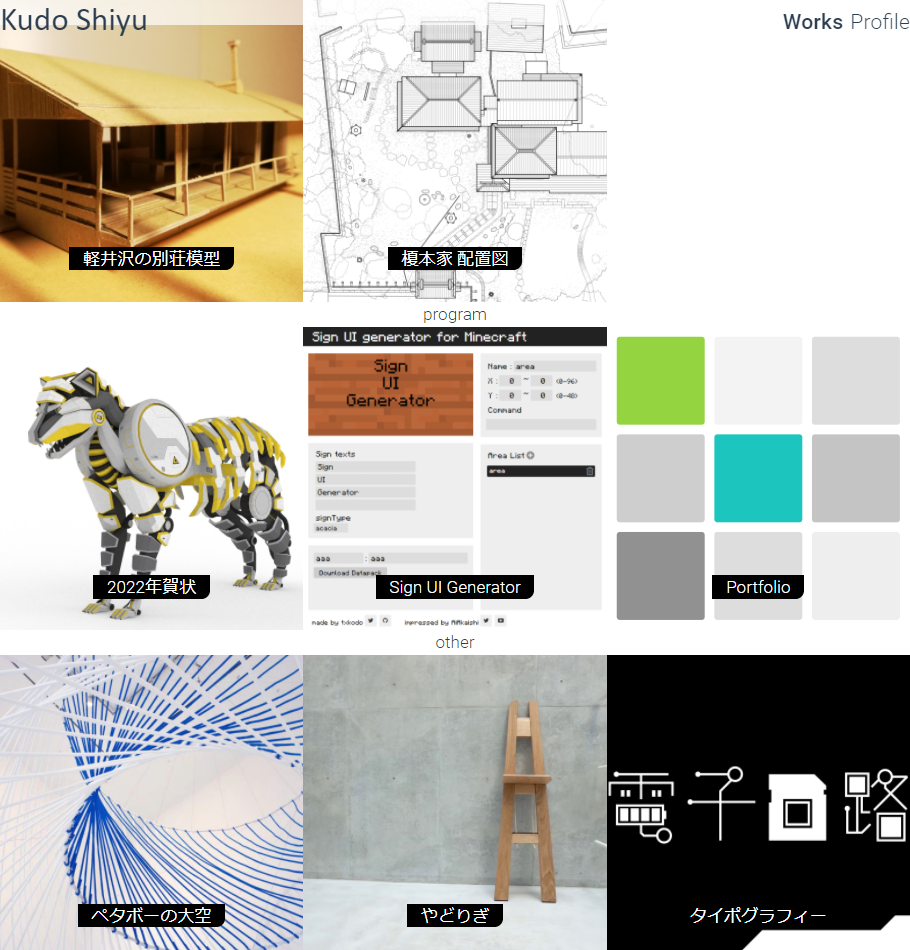 Kudo Shiyu
Works Profile
軽井沢の別荘模型
榎本家 配置図
program
Sign UI generator for Minecraft
Sign
UI
Generator
Name : area
X : 0 ~ 0 (0-96)
Y : 0 ~ 0 (0-48)
Command
Sign texts
Sign
UI
Generator
signType
acacia
Area List
area
aaa : aaa
Download Datapack
2022年賀状
Sign UI Generator
Portfolio
made by txkodo
impressed by AiAkaishi
other
電子回路
ペタボーの大空
やどりぎ
タイポグラフィー